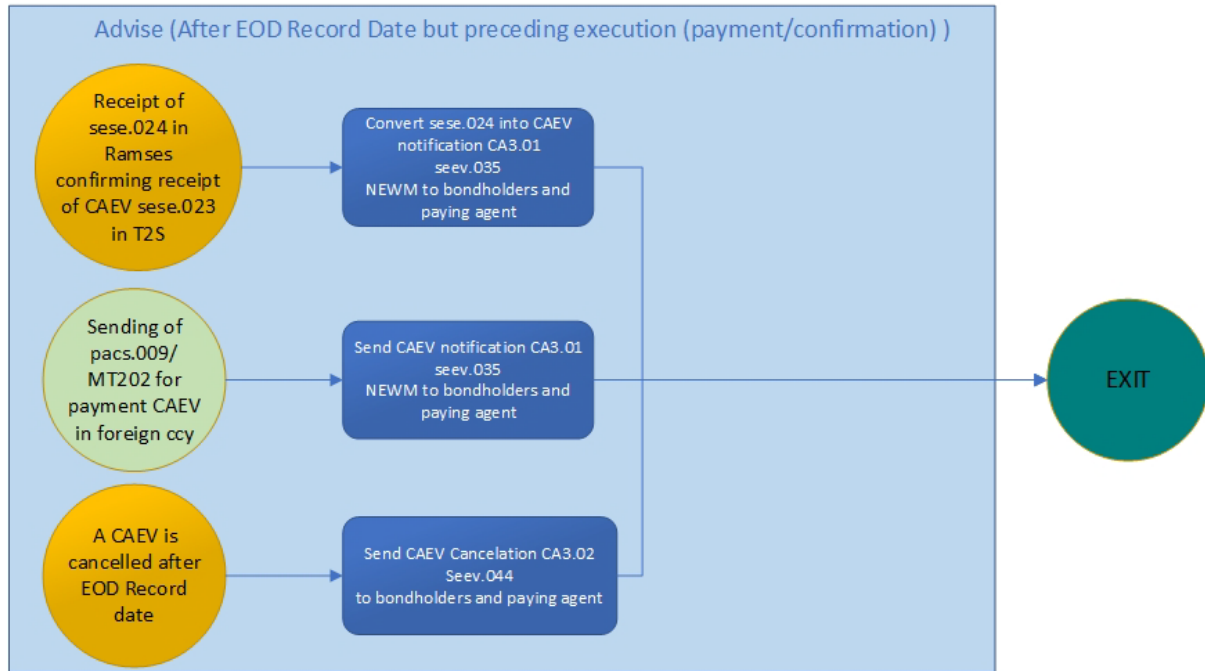 Advise (After EOD Record Date but preceding execution (payment/confirmation) )
Receipt of
sese.024 in
Ramses
confirming receipt
of CAEV sese.023
in T2S
Convert sese.024 into CAEV
notification CA3.01
seev.035
NEWM to bondholders and
paying agent
Sending of
pacs.009/
MT202 for
payment CAEV
in foreign ccy
Send CAEV notification CA3.01
seev.035
NEWM to bondholders and
paying agent
EXIT
A CAEV is
cancelled after
EOD Record
date
Send CAEV Cancelation CA3.02
Seev.044
to bondholders and paying agent